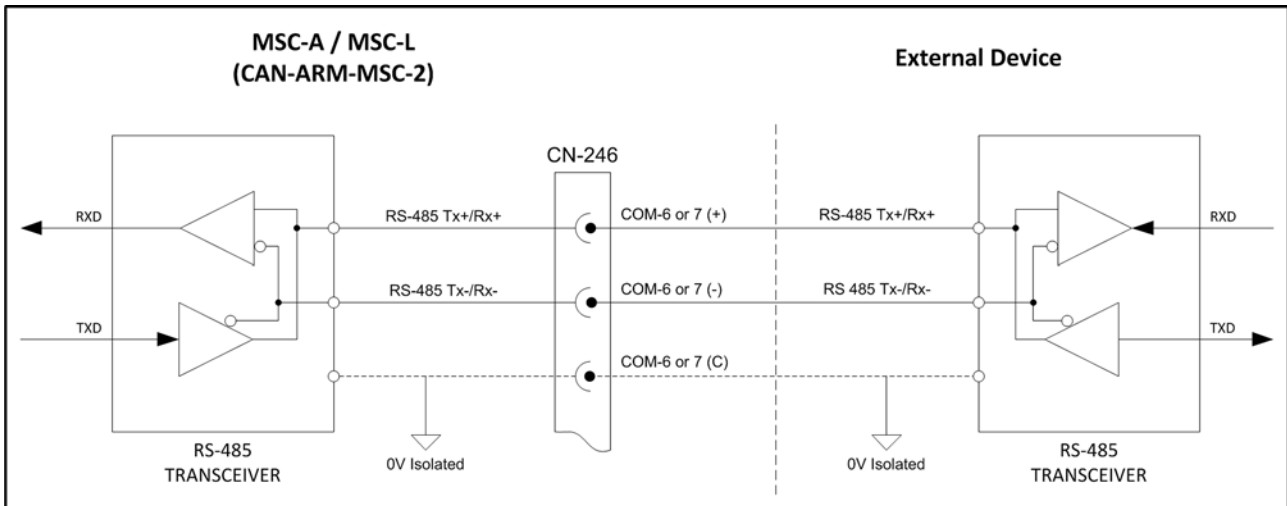 MSC-A / MSC-L
(CAN-ARM-MSC-2)
External Device
CN-246
RXD
RS-485 Tx+/Rx+
COM-6 or 7 (+)
RS-485 Tx+/Rx+
RXD
RS-485 Tx-/Rx-
COM-6 or 7 (-)
RS 485 Tx-/Rx-
TXD
TXD
COM-6 or 7 (C)
RS-485
TRANSCEIVER
0V Isolated
0V Isolated
RS-485
TRANSCEIVER